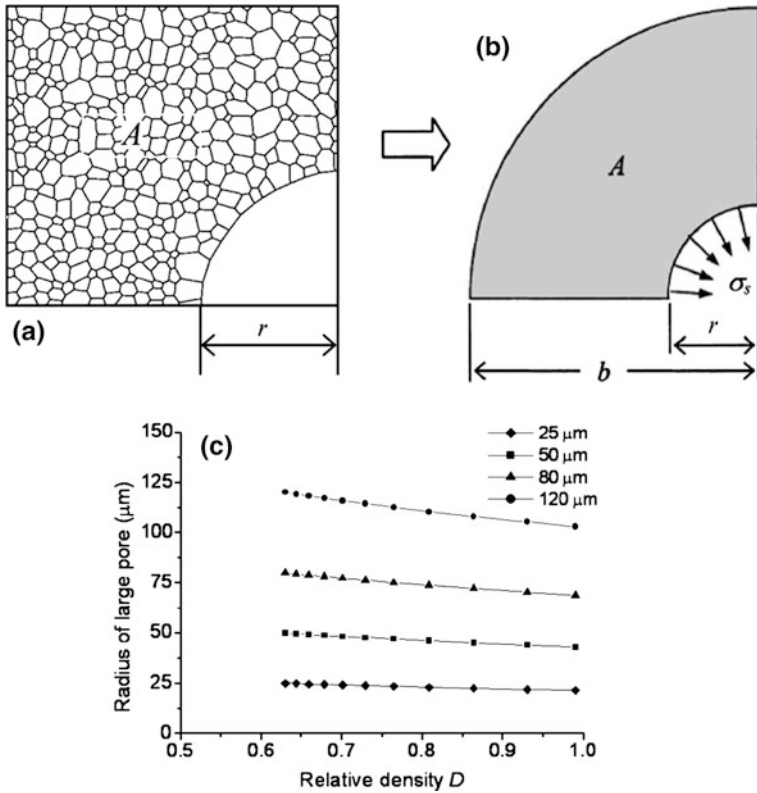 A
(a)
r
(b)
A
σs
r
b
(c)
25 μm
50 μm
80 μm
120 μm
Radius of large pore (μm)
150
125
100
75
50
25
0
0.5 0.6 0.7 0.8 0.9 1.0
Relative density D